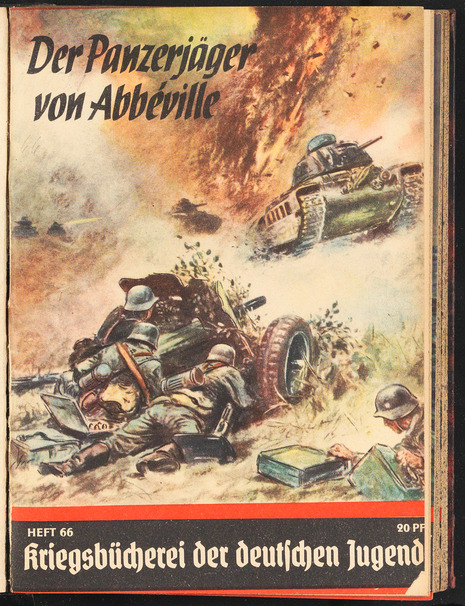 Der Panzerjäger
von Abbéville
HEFT 66
20 PF
Kriegsbücherei der deutschen Jugend